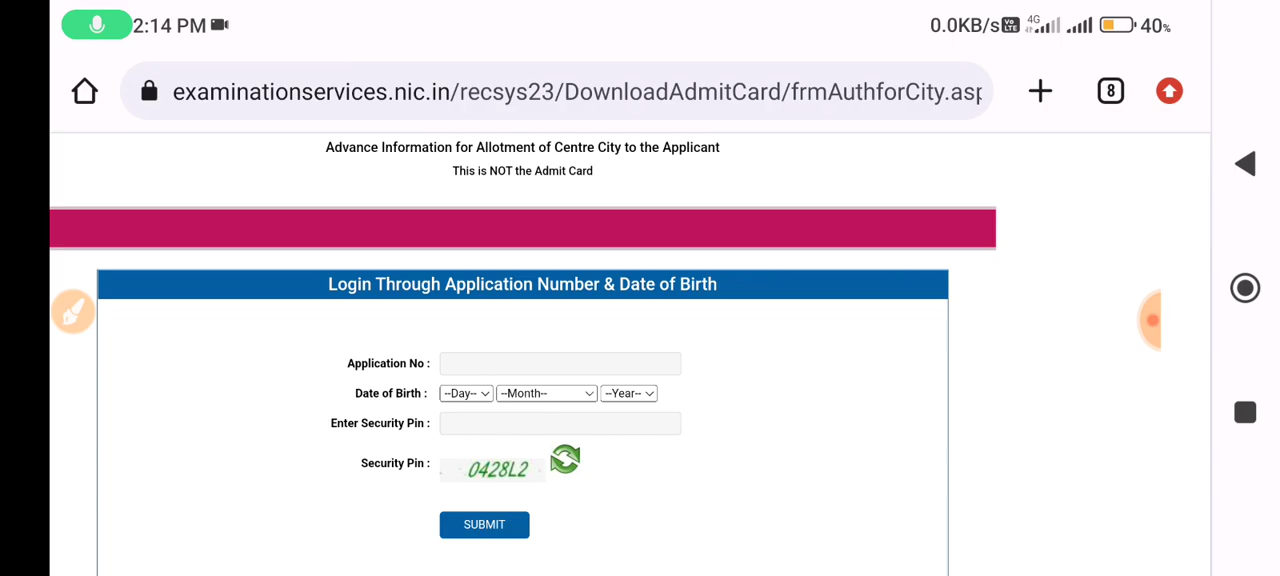 2:14 PM
0.0KB/s
Vo LTE
4G
40%
examinationservices.nic.in/recsys23/DownloadAdmitCard/frmAuthforCity.asp
8
Advance Information for Allotment of Centre City to the Applicant
This is NOT the Admit Card
Login Through Application Number & Date of Birth
Application No :
Date of Birth : --Day-- --Month-- --Year--
Enter Security Pin :
Security Pin : 0428L2
SUBMIT